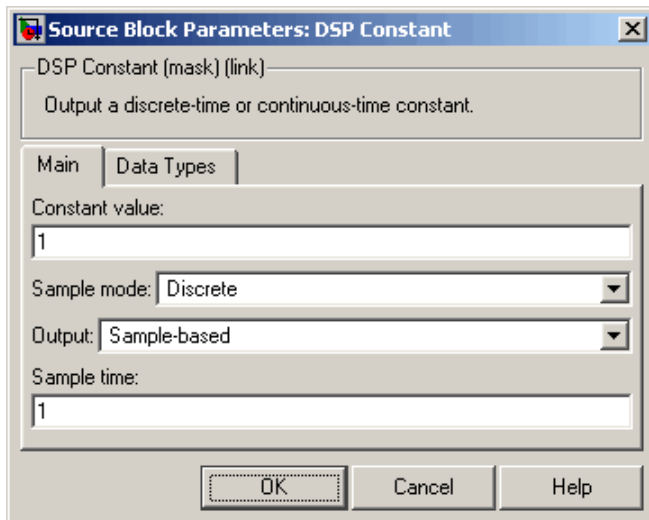 Source Block Parameters: DSP Constant
DSP Constant (mask) (link)
Output a discrete-time or continuous-time constant.
Main Data Types
Constant value:
1
Sample mode: Discrete
Output: Sample-based
Sample time:
1
OK Cancel Help